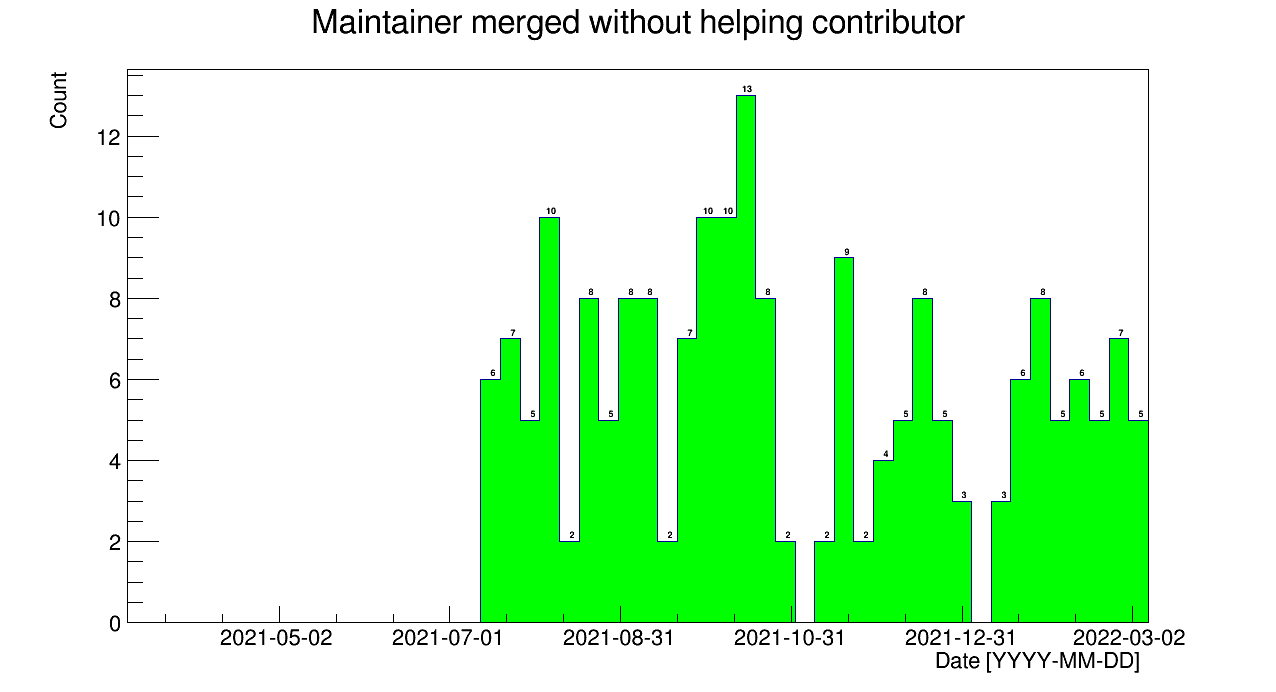 Maintainer merged without helping contributor
Count
13
12
10 10 10
10
9
8 8 8 8 8 8
8
7 7 7
6 6 6
6
5 5 5 5 5 5 5
4
4
3 3
2 2 2 2 2
2
0
2021-05-02 2021-07-01 2021-08-31 2021-10-31 2021-12-31 2022-03-02
Date [YYYY-MM-DD]